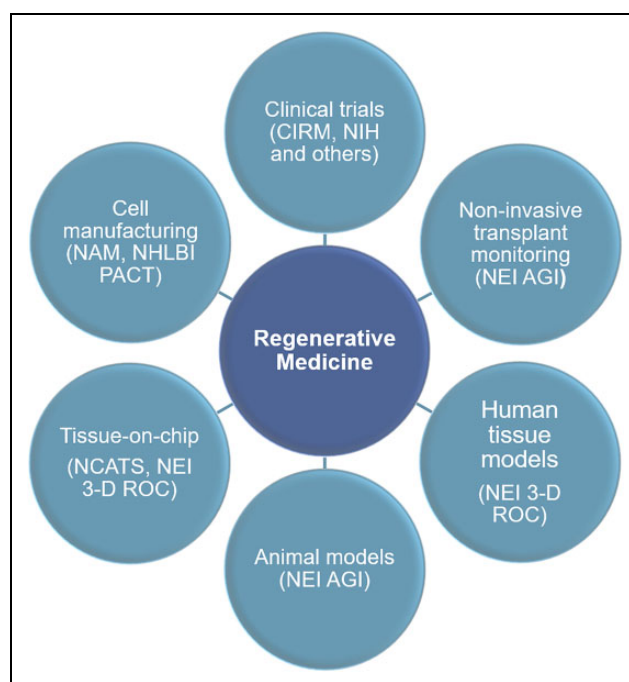 Clinical trials
(CIRM, NIH
and others)
Cell
manufacturing
(NAM, NHLBI
PACT)
Non-invasive
transplant
monitoring
(NEI AGI)
Regenerative
Medicine
Tissue-on-chip
(NCATS, NEI
3-D ROC)
Human
tissue
models
(NEI 3-D
ROC)
Animal models
(NEI AGI)